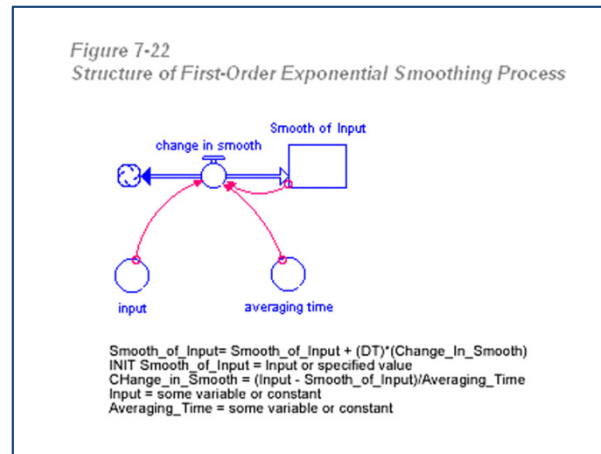 Figure 7-22
Structure of First-Order Exponential Smoothing Process
Smooth of Input
change in smooth
input
averaging time
Smooth_of_Input= Smooth_of_Input + (DT)*(Change_In_Smooth)
INIT Smooth_of_Input = Input or specified value
CHange_in_Smooth = (Input - Smooth_of_Input)/Averaging_Time
Input = some variable or constant
Averaging_Time = some variable or constant